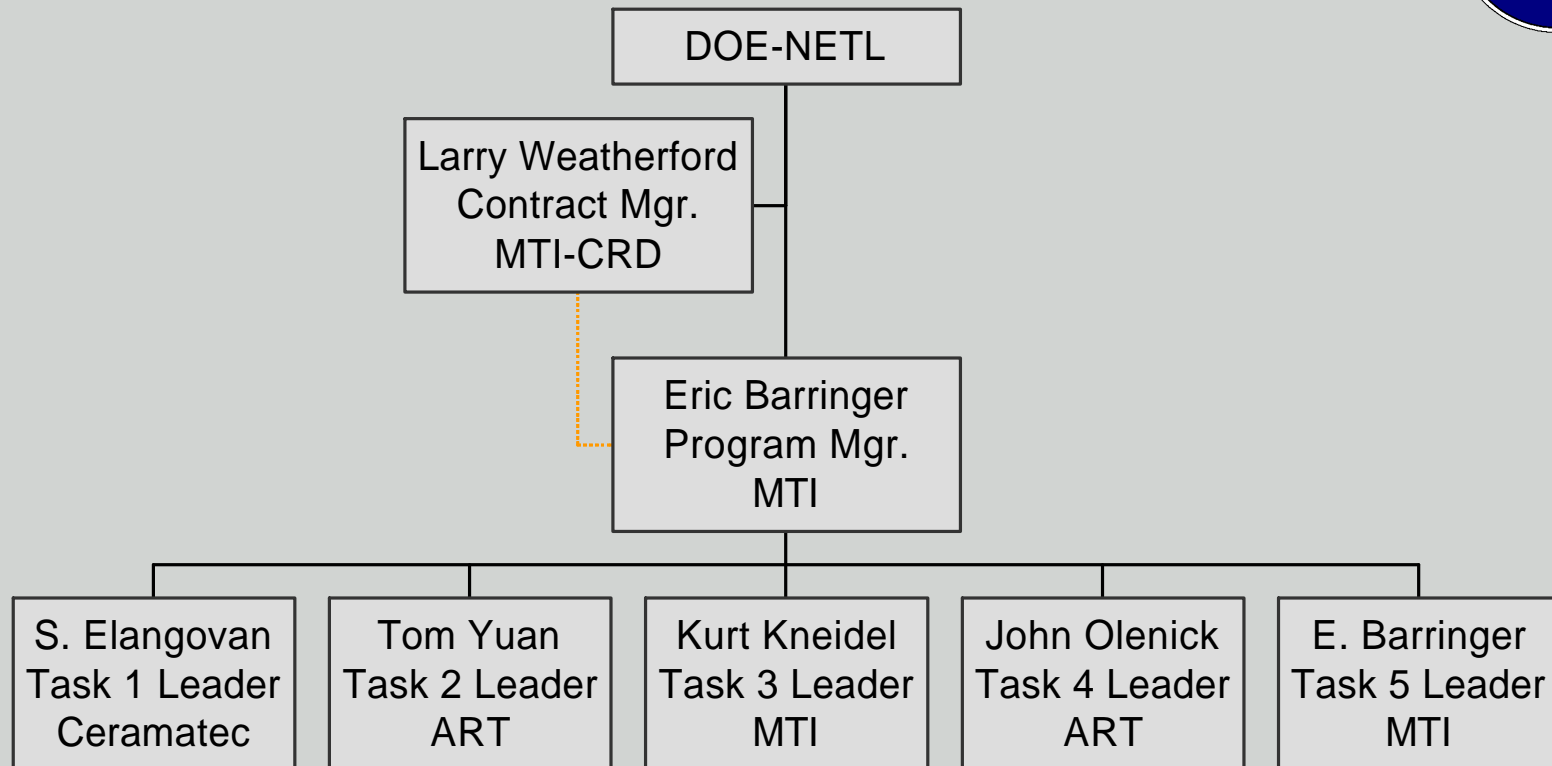 DOE-NETL
Larry Weatherford
Contract Mgr.
MTI-CRD
Eric Barringer
Program Mgr.
MTI
S. Elangovan
Task 1 Leader
Ceramatec
Tom Yuan
Task 2 Leader
ART
Kurt Kneidel
Task 3 Leader
MTI
John Olenick
Task 4 Leader
ART
E. Barringer
Task 5 Leader
MTI